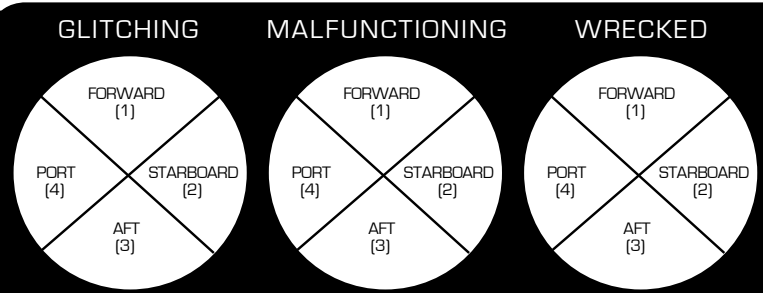 GLITCHING MALFUNCTIONING WRECKED
FORWARD
(1)
PORT
(4)
STARBOARD
(2)
AFT
(3)
FORWARD
(1)
PORT
(4)
STARBOARD
(2)
AFT
(3)
FORWARD
(1)
PORT
(4)
STARBOARD
(2)
AFT
(3)